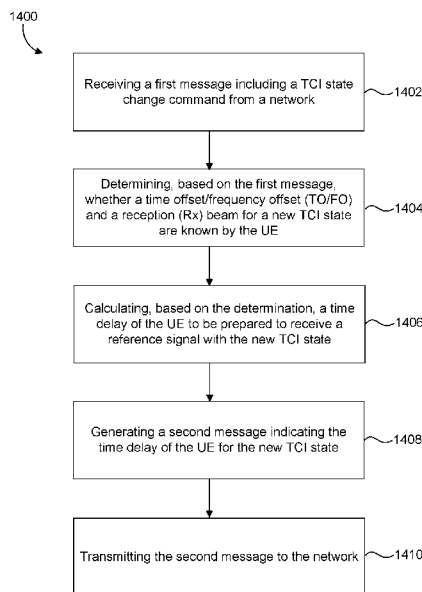 1400
Receiving a first message including a TCI state
change command from a network
1402
Determining, based on the first message,
whether a time offset/frequency offset (TO/FO)
and a reception (Rx) beam for a new TCI state
are known by the UE
1404
Calculating, based on the determination, a time
delay of the UE to be prepared to receive a
reference signal with the new TCI state
1406
Generating a second message indicating the
time delay of the UE for the new TCI state
1408
Transmitting the second message to the network
1410